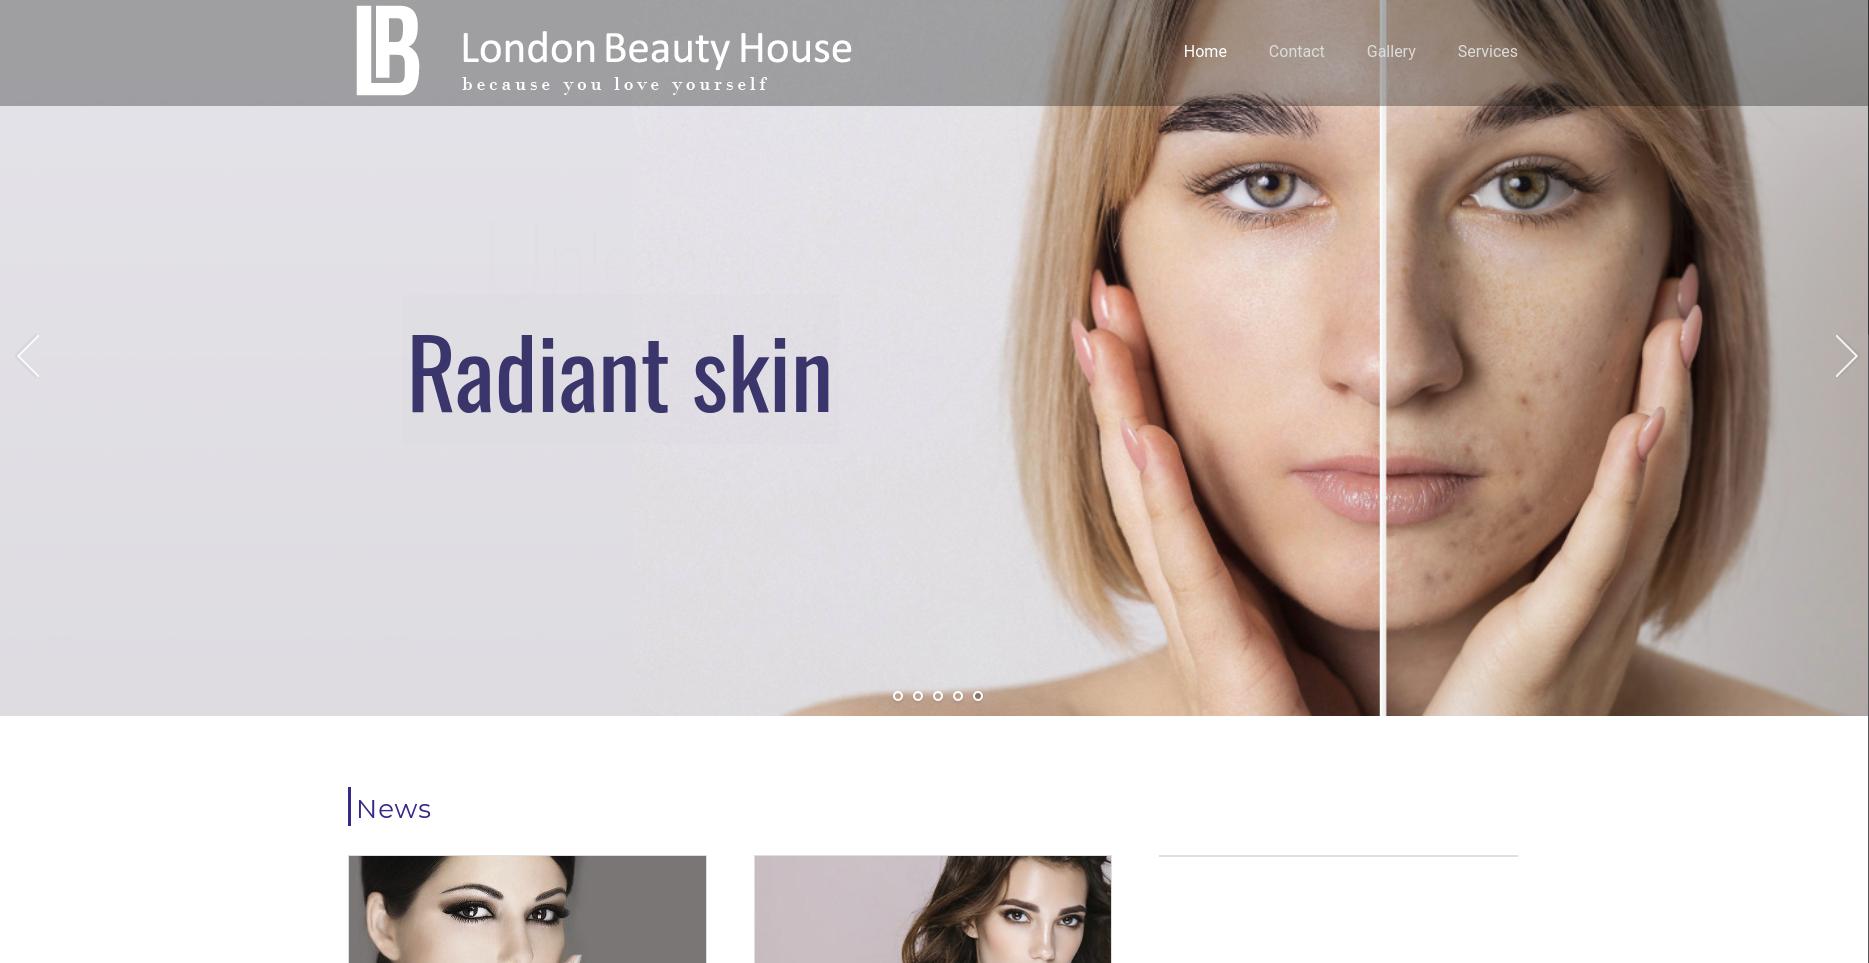 LB
London Beauty House
because you love yourself
Home
Contact
Gallery
Services
Radiant skin
News